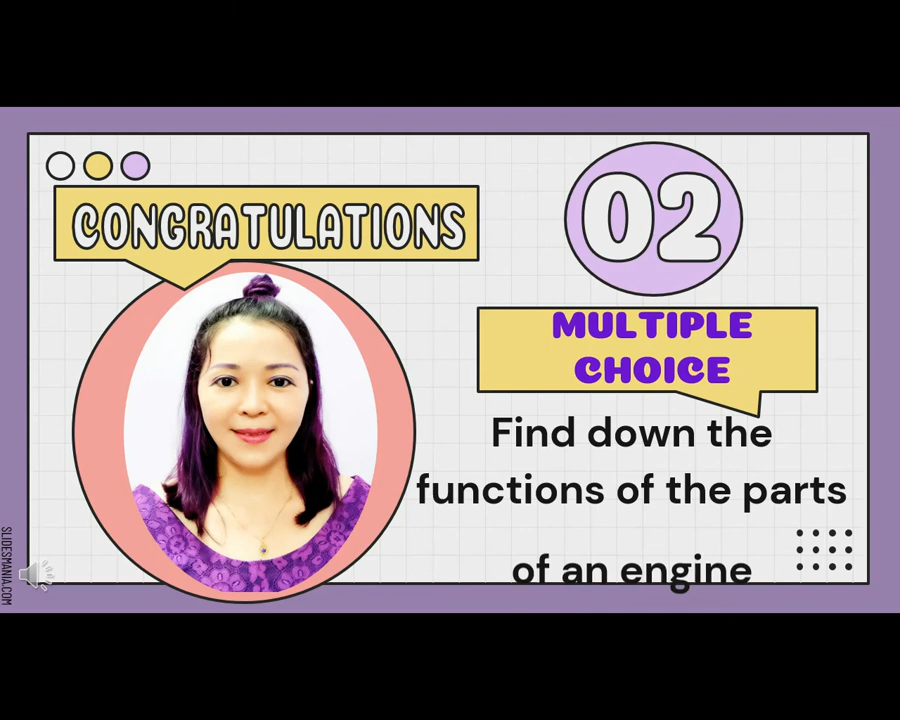 CONGRATULATIONS
02
MULTIPLE
CHOICE
Find down the
functions of the parts
of an engine
SLIDESMANIA.COM